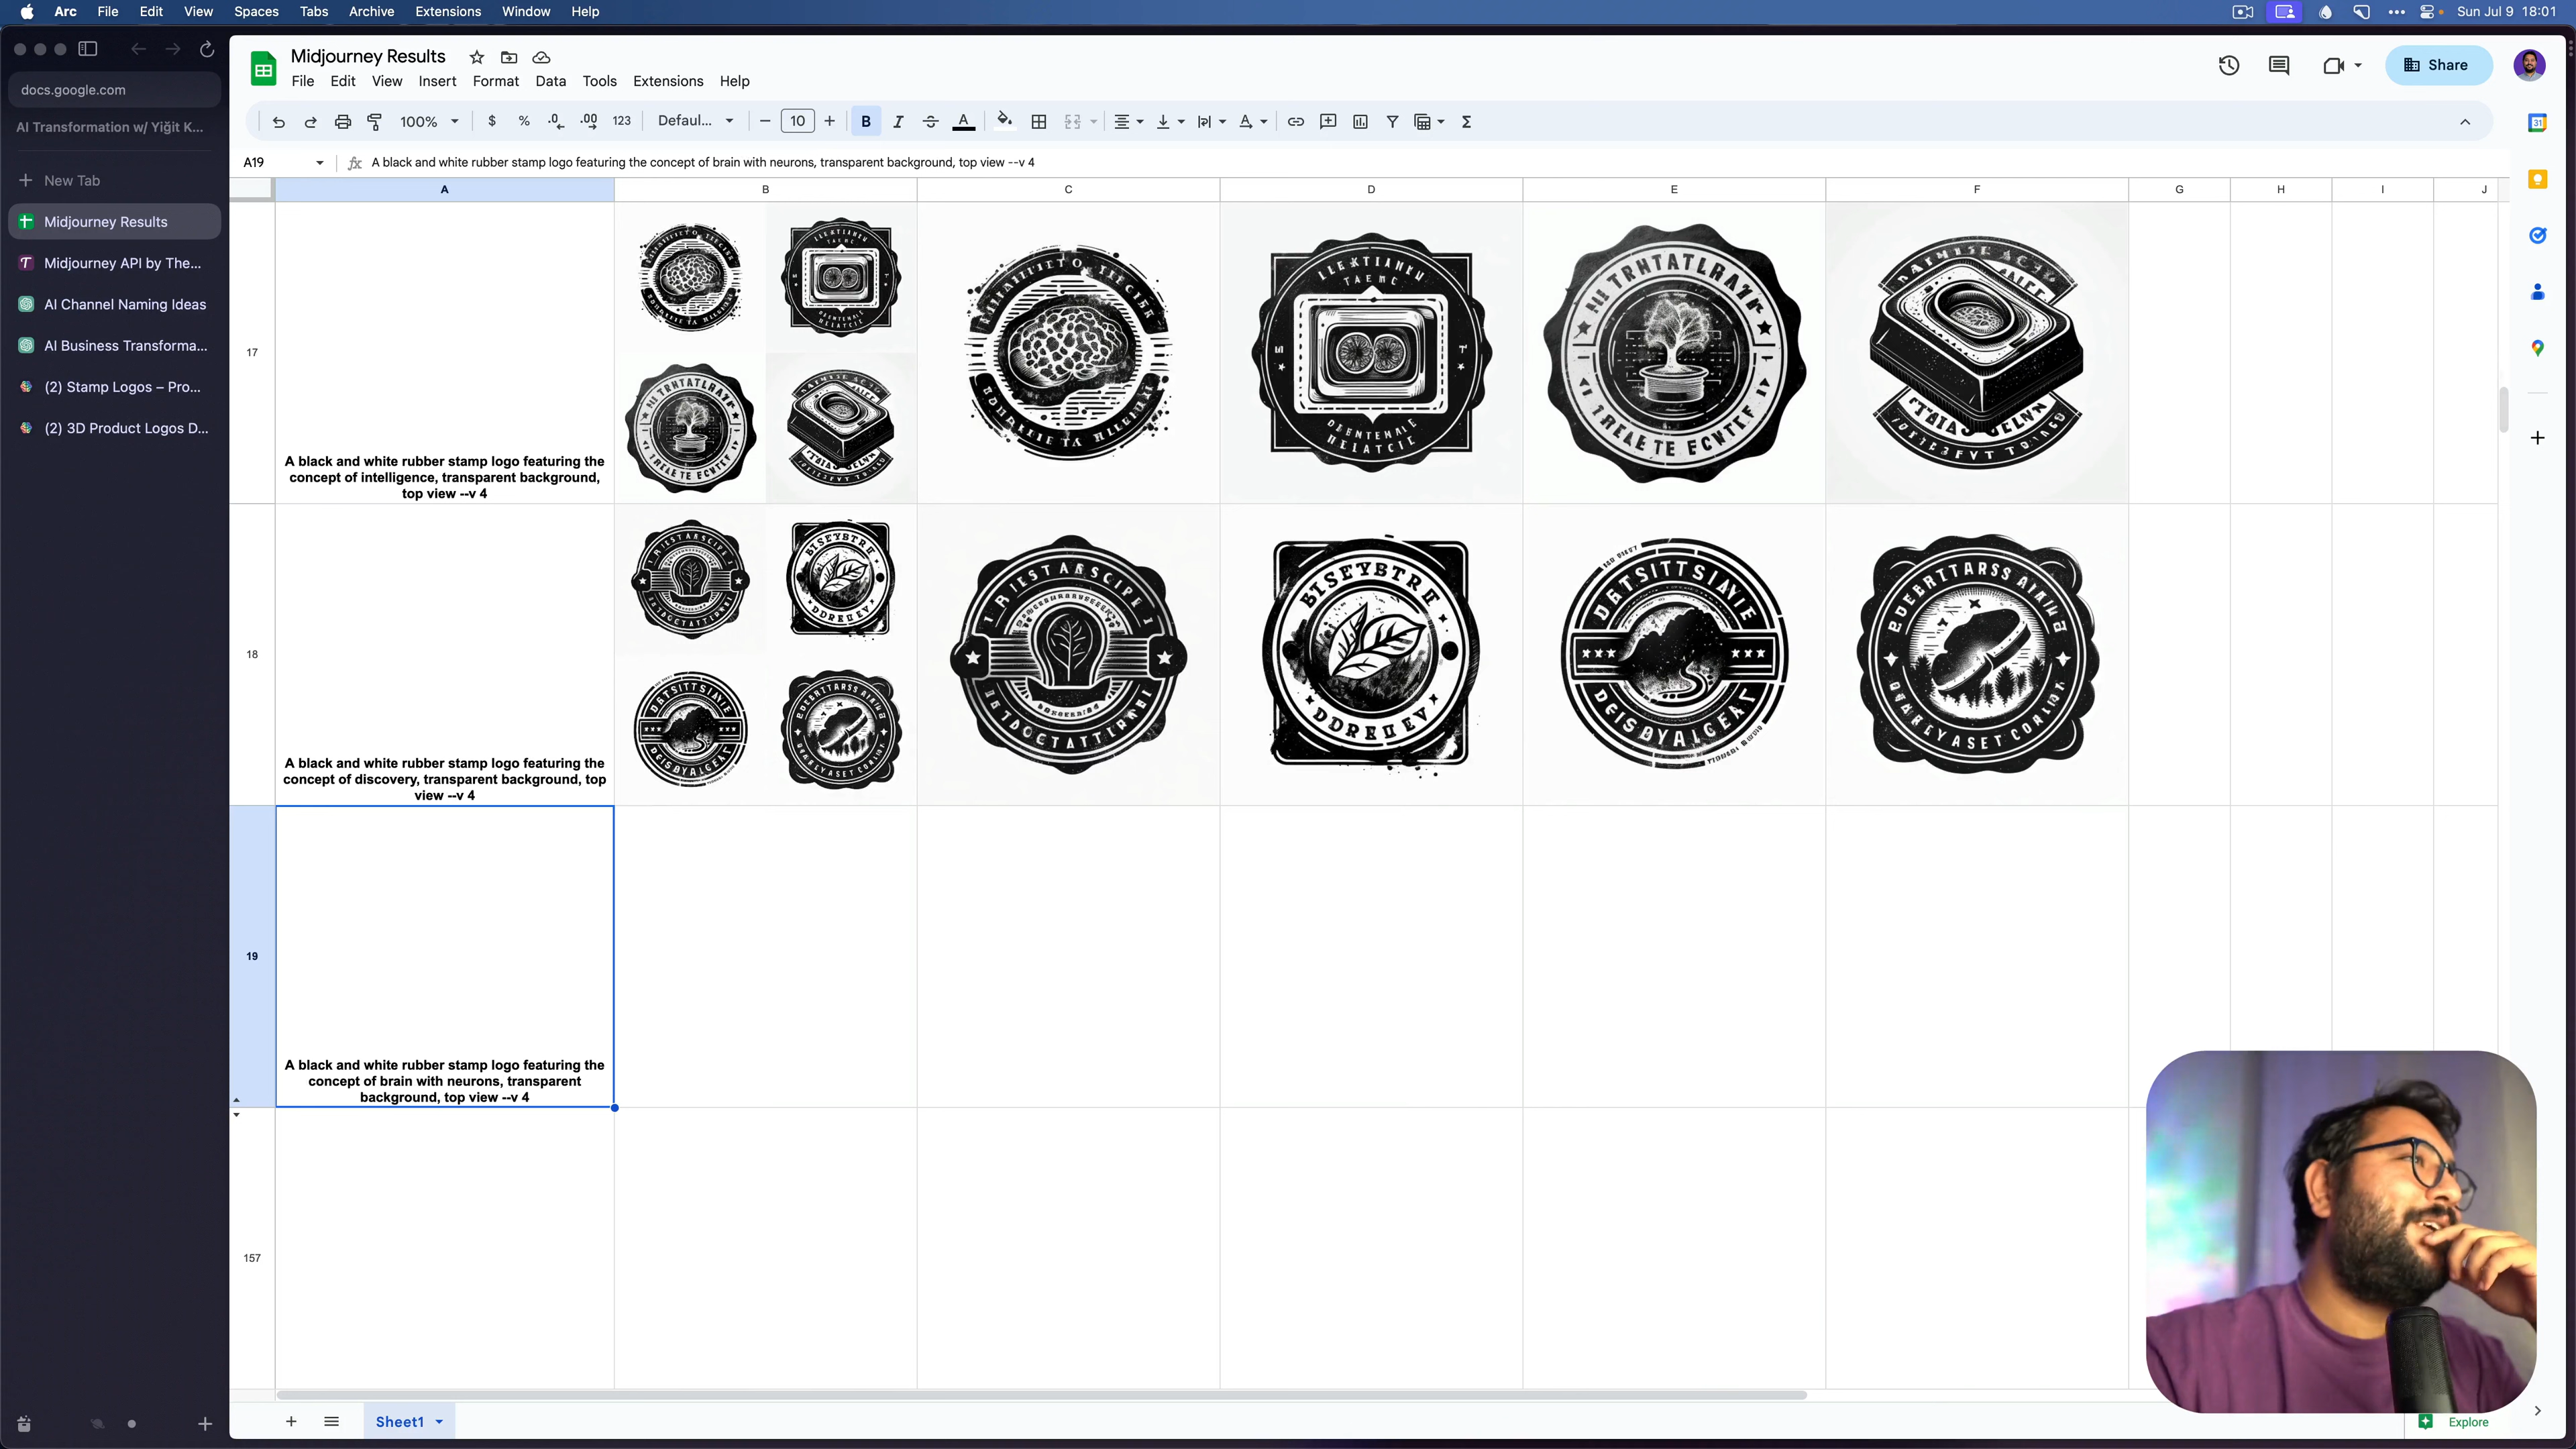 Arc File Edit View Spaces Tabs Archive Extensions Window Help
Sun Jul 9 18:01
docs.google.com
AI Transformation w/ Yiğit K...
New Tab
Midjourney Results
Midjourney API by The...
AI Channel Naming Ideas
AI Business Transforma...
(2) Stamp Logos – Pro...
(2) 3D Product Logos D...
Midjourney Results
File Edit View Insert Format Data Tools Extensions Help
Share
100% $ % .0 .00 123 Defaul... 10 B I A
31
A19 fx A black and white rubber stamp logo featuring the concept of brain with neurons, transparent background, top view --v 4
A B C D E F G H I J
17
A black and white rubber stamp logo featuring the
concept of intelligence, transparent background,
top view --v 4
18
A black and white rubber stamp logo featuring the
concept of discovery, transparent background, top
view --v 4
BISEYBTR
DDREUEV
DETSITTSIAVIE
19
A black and white rubber stamp logo featuring the
concept of brain with neurons, transparent
background, top view --v 4
157
Sheet1
Explore